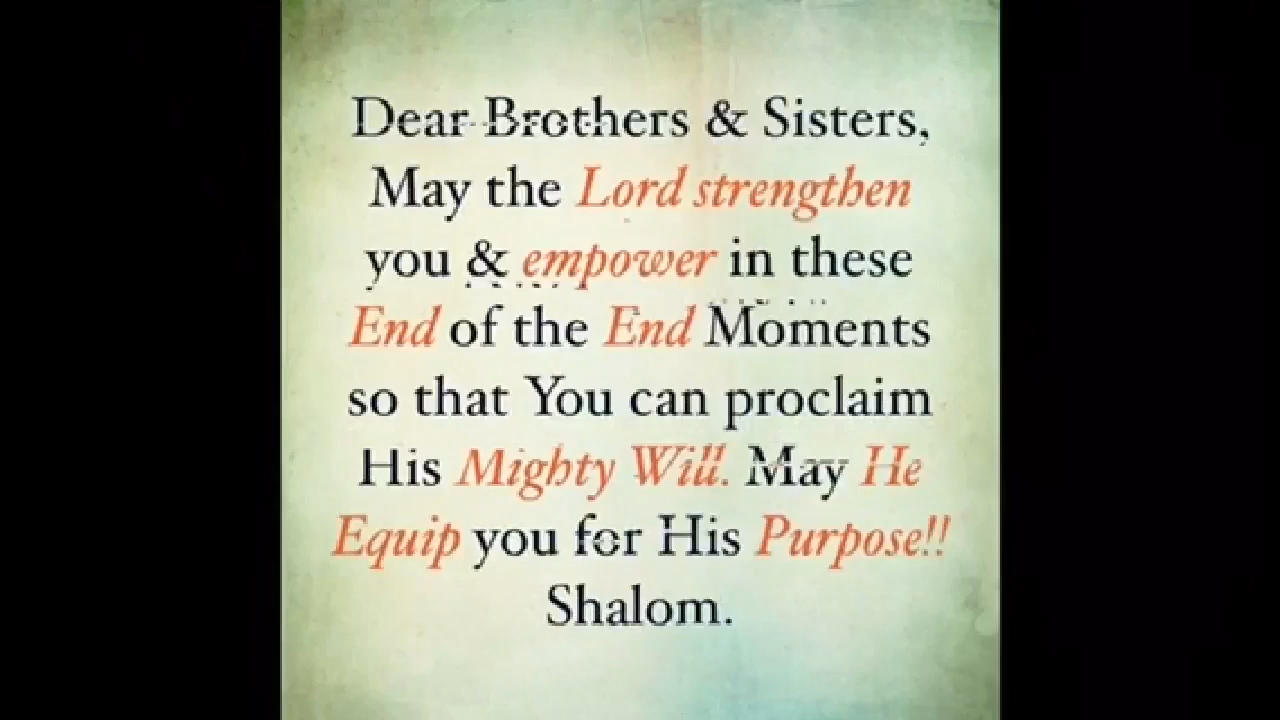 Dear Brothers & Sisters,
May the Lord strengthen
you & empower in these
End of the End Moments
so that You can proclaim
His Mighty Will. May He
Equip you for His Purpose!!
Shalom.